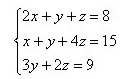 2x + y + z = 8
x + y + 4z = 15
3y + 2z = 9